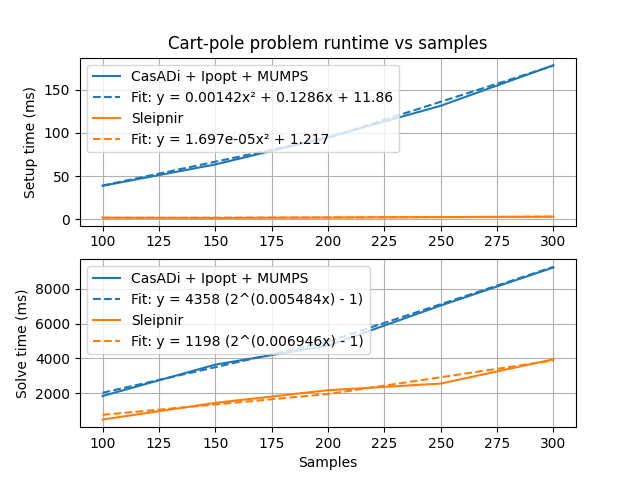 Cart-pole problem runtime vs samples
Setup time (ms)
150
100
50
0
CasADi + Ipopt + MUMPS
Fit: y = 0.00142x² + 0.1286x + 11.86
Sleipnir
Fit: y = 1.697e-05x² + 1.217
100 125 150 175 200 225 250 275 300
Solve time (ms)
8000
6000
4000
2000
CasADi + Ipopt + MUMPS
Fit: y = 4358 (2^(0.005484x) - 1)
Sleipnir
Fit: y = 1198 (2^(0.006946x) - 1)
100 125 150 175 200 225 250 275 300
Samples